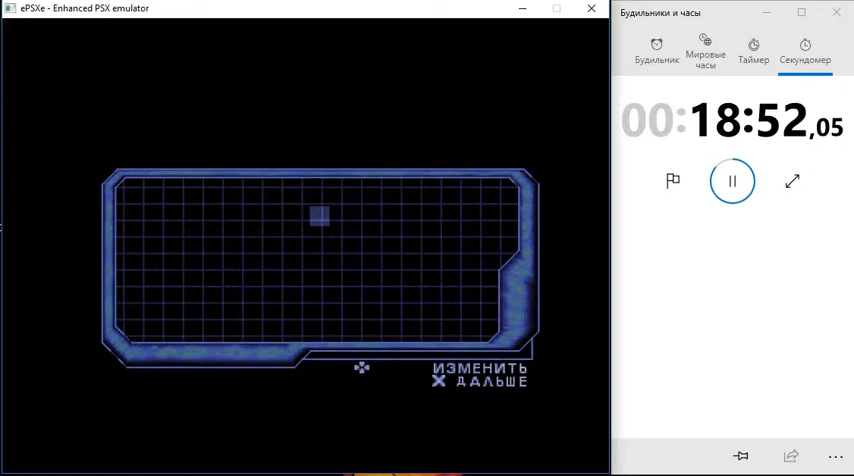 ePSXe - Enhanced PSX emulator
Будильники и часы
Будильник
Мировые
часы
Таймер
Секундомер
00:18:52,05
ИЗМЕНИТЬ
ДАЛЬШЕ